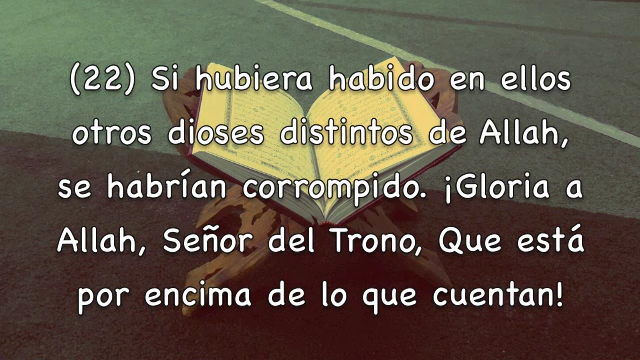 (22) Si hubiera habido en ellos
otros dioses distintos de Allah,
se habrían corrompido. ¡Gloria a
Allah, Señor del Trono, Que está
por encima de lo que cuentan!